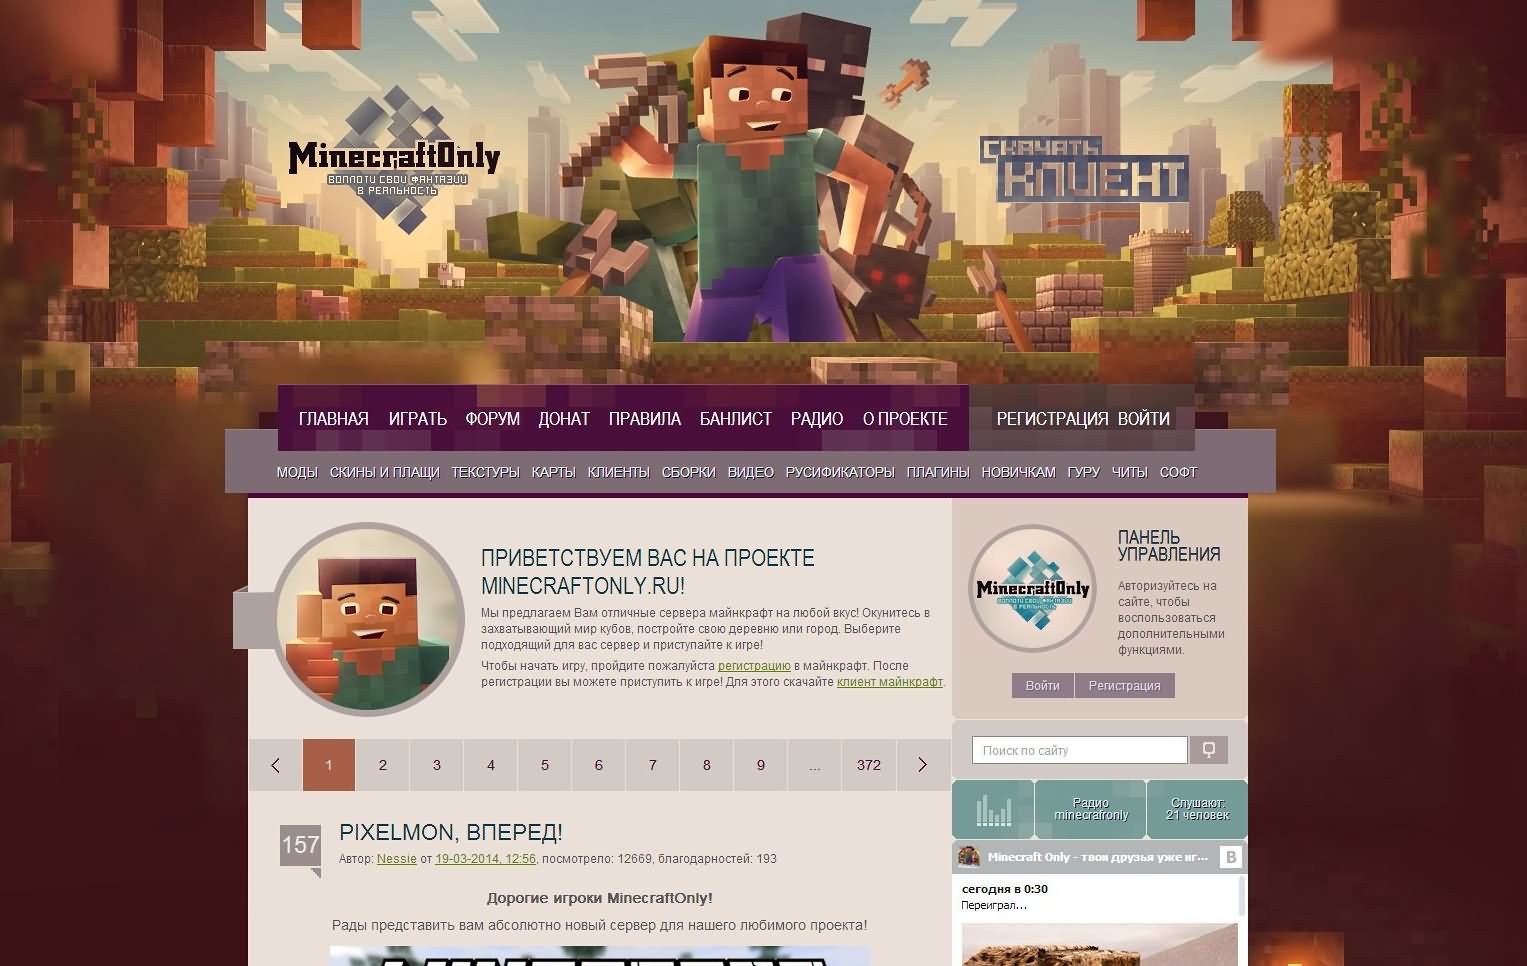 MinecraftOnly
ВОПЛОТИ СВОИ ФАНТАЗИИ
В РЕАЛЬНОСТЬ
СКАЧАТЬ
КЛИЕНТ
ГЛАВНАЯ ИГРАТЬ ФОРУМ ДОНАТ ПРАВИЛА БАНЛИСТ РАДИО О ПРОЕКТЕ РЕГИСТРАЦИЯ ВОЙТИ
МОДЫ СКИНЫ И ПЛАЩИ ТЕКСТУРЫ КАРТЫ КЛИЕНТЫ СБОРКИ ВИДЕО РУСИФИКАТОРЫ ПЛАГИНЫ НОВИЧКАМ ГУРУ ЧИТЫ СОФТ
ПРИВЕТСТВУЕМ ВАС НА ПРОЕКТЕ
MINECRAFTONLY.RU!
Мы предлагаем Вам отличные сервера майнкрафт на любой вкус! Окунитесь в
захватывающий мир кубов, постройте свою деревню или город. Выберите
подходящий для вас сервер и приступайте к игре!
Чтобы начать игру, пройдите пожалуйста регистрацию в майнкрафт. После
регистрации вы можете приступить к игре! Для этого скачайте клиент майнкрафт.
1 2 3 4 5 6 7 8 9 ... 372
157
PIXELMON, ВПЕРЕД!
Автор: Nessie от 19-03-2014, 12:56, посмотрело: 12669, благодарностей: 193
Дорогие игроки MinecraftOnly!
Рады представить вам абсолютно новый сервер для нашего любимого проекта!
MinecraftOnly
ВОПЛОТИ СВОИ ФАНТАЗИИ
В РЕАЛЬНОСТЬ
ПАНЕЛЬ
УПРАВЛЕНИЯ
Авторизуйтесь на
сайте, чтобы
воспользоваться
дополнительными
функциями.
Войти Регистрация
Поиск по сайту
Радио
minecrafronly
Слушают:
21 человек
Minecraft Only - твои друзья уже иг...
B
сегодня в 0:30
Переиграл...